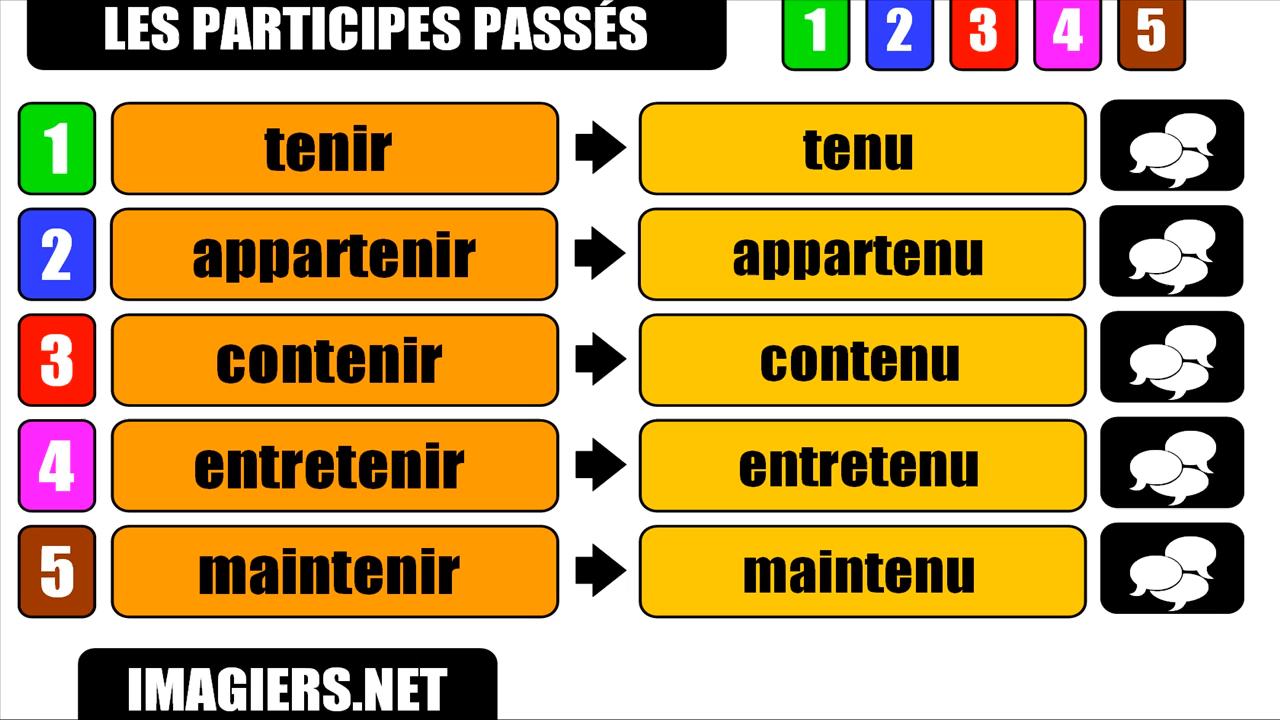 LES PARTICIPES PASSÉS 1 2 3 4 5
1 tenir tenu
2 appartenir appartenu
3 contenir contenu
4 entretenir entretenu
5 maintenir maintenu
IMAGIERS.NET